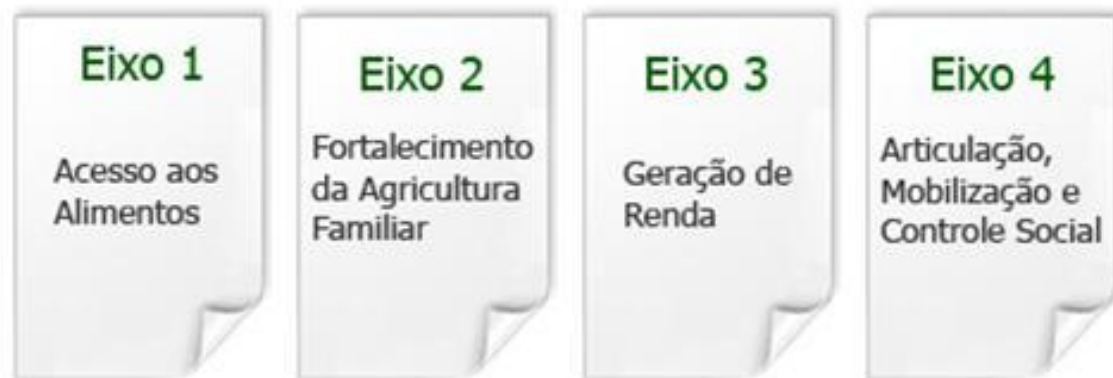 Eixo 1
Acesso aos
Alimentos
Eixo 2
Fortalecimento
da Agricultura
Familiar
Eixo 3
Geração de
Renda
Eixo 4
Articulação,
Mobilização e
Controle Social